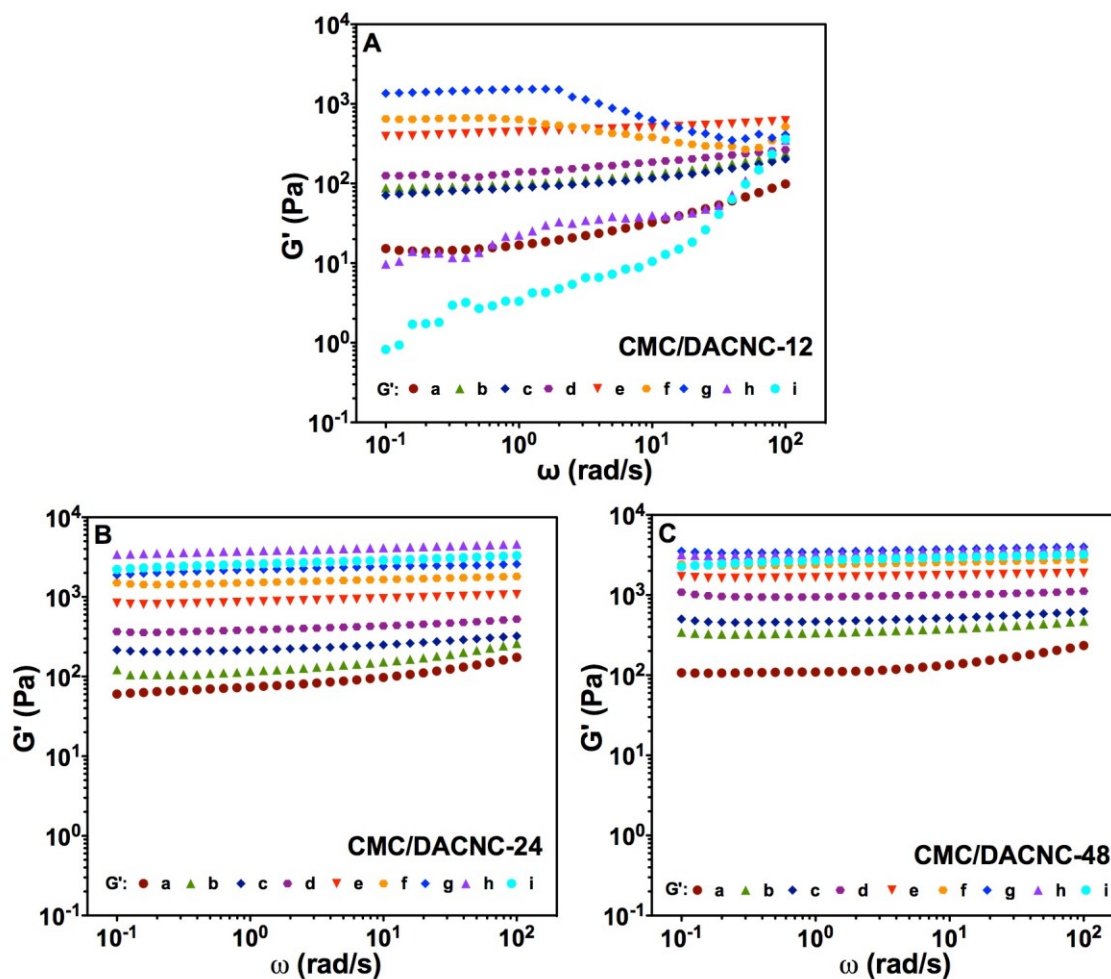 A
G' (Pa)
10⁴
10³
10²
10¹
10⁰
10⁻¹
CMC/DACNC-12
G': a b c d e f g h i
10⁻¹ 10⁰ 10¹ 10²
ω (rad/s)
B
G' (Pa)
10⁴
10³
10²
10¹
10⁰
10⁻¹
CMC/DACNC-24
G': a b c d e f g h i
10⁻¹ 10⁰ 10¹ 10²
ω (rad/s)
C
G' (Pa)
10⁴
10³
10²
10¹
10⁰
10⁻¹
CMC/DACNC-48
G': a b c d e f g h i
10⁻¹ 10⁰ 10¹ 10²
ω (rad/s)